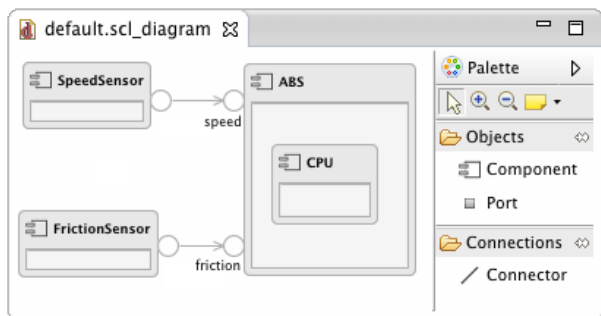 default.scl_diagram
SpeedSensor
ABS
speed
CPU
FrictionSensor
friction
Palette
Objects
Component
Port
Connections
Connector